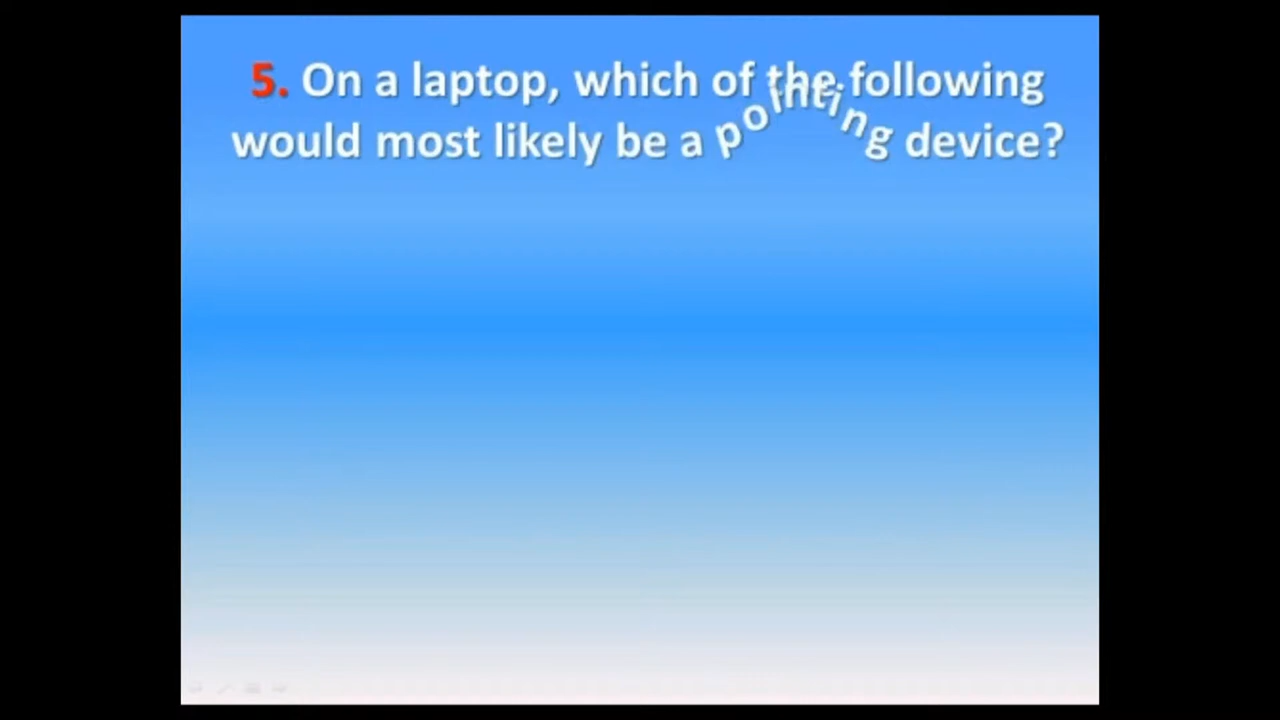 5. On a laptop, which of the following
would most likely be a pointing device?